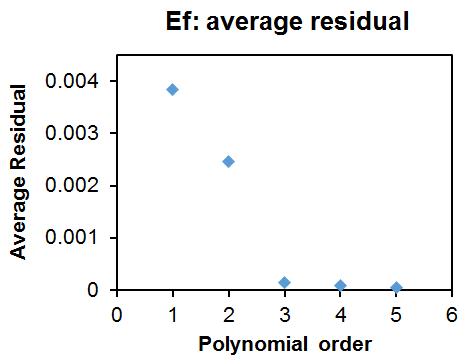 Ef: average residual
0.004
0.003
0.002
0.001
0
0 1 2 3 4 5 6
Average Residual
Polynomial order